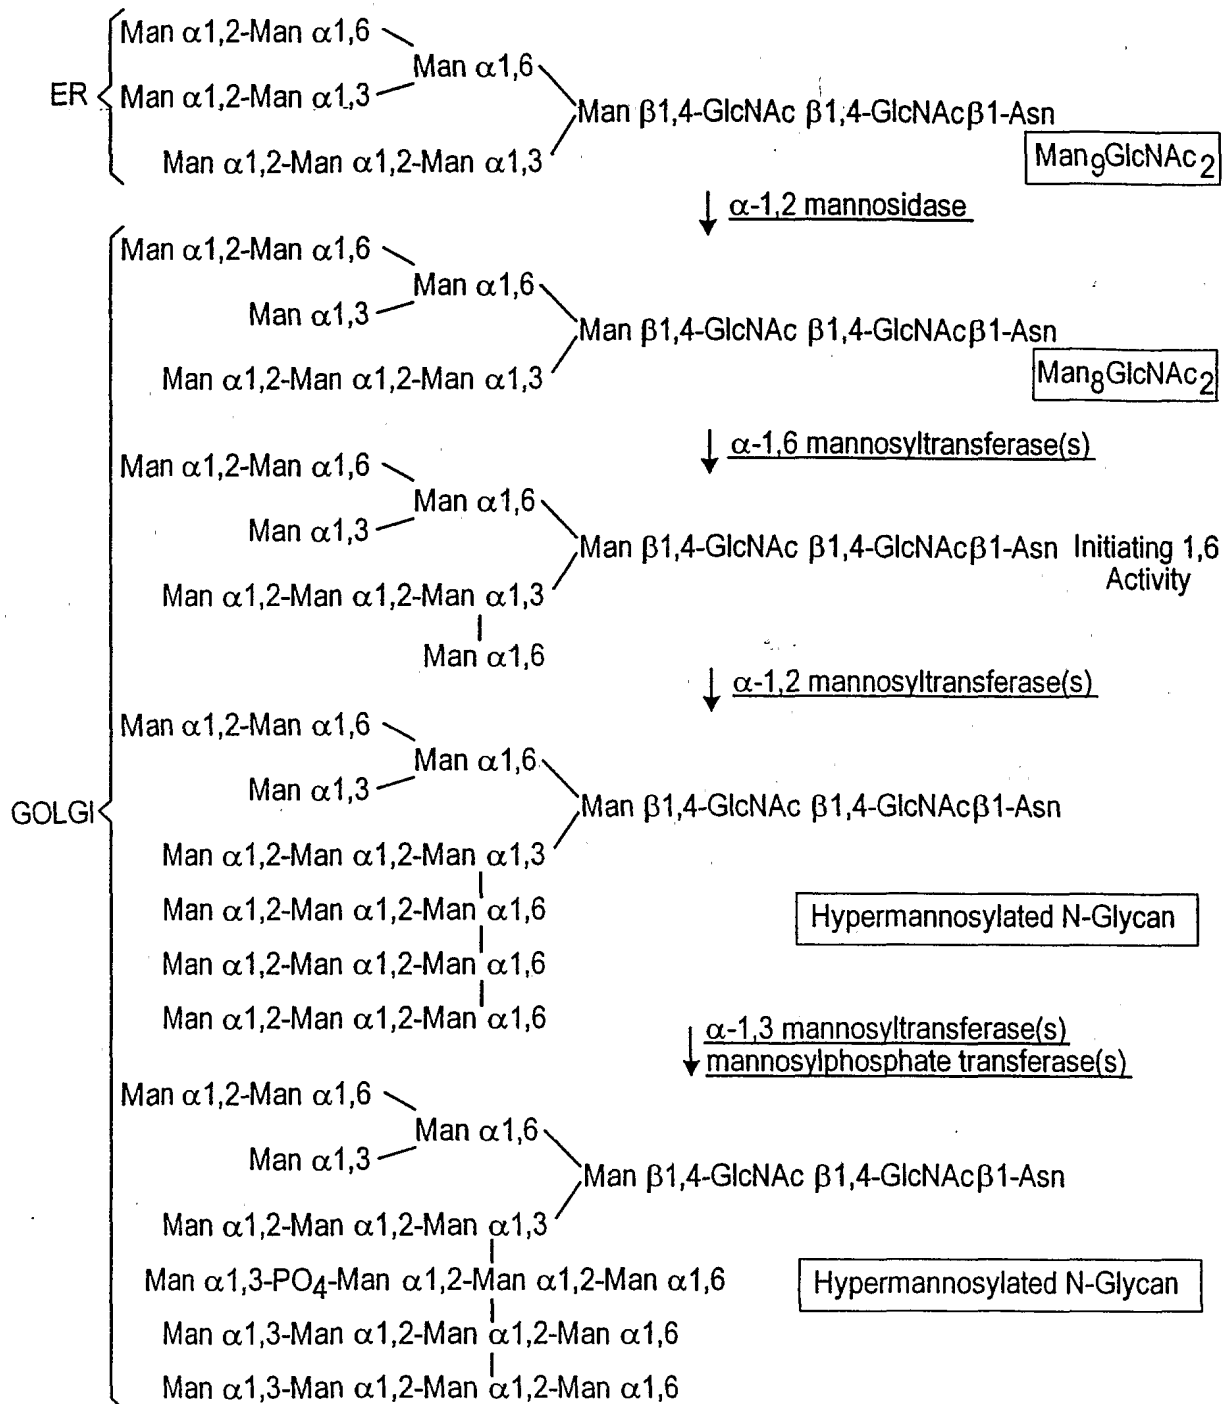 Man α1,2-Man α1,6
Man α1,6
ER
Man α1,2-Man α1,3
Man β1,4-GlcNAc β1,4-GlcNAcβ1-Asn
Man α1,2-Man α1,2-Man α1,3
Man9GlcNAc2
α-1,2 mannosidase
Man α1,2-Man α1,6
Man α1,6
Man α1,3
Man β1,4-GlcNAc β1,4-GlcNAcβ1-Asn
Man α1,2-Man α1,2-Man α1,3
Man8GlcNAc2
α-1,6 mannosyltransferase(s)
Man α1,2-Man α1,6
Man α1,6
Man α1,3
Man β1,4-GlcNAc β1,4-GlcNAcβ1-Asn Initiating 1,6
Activity
Man α1,2-Man α1,2-Man α1,3
Man α1,6
α-1,2 mannosyltransferase(s)
Man α1,2-Man α1,6
Man α1,6
Man α1,3
GOLGI
Man β1,4-GlcNAc β1,4-GlcNAcβ1-Asn
Man α1,2-Man α1,2-Man α1,3
Man α1,2-Man α1,2-Man α1,6
Hypermannosylated N-Glycan
Man α1,2-Man α1,2-Man α1,6
Man α1,2-Man α1,2-Man α1,6
α-1,3 mannosyltransferase(s)
mannosylphosphate transferase(s)
Man α1,2-Man α1,6
Man α1,6
Man α1,3
Man β1,4-GlcNAc β1,4-GlcNAcβ1-Asn
Man α1,2-Man α1,2-Man α1,3
Man α1,3-PO4-Man α1,2-Man α1,2-Man α1,6
Hypermannosylated N-Glycan
Man α1,3-Man α1,2-Man α1,2-Man α1,6
Man α1,3-Man α1,2-Man α1,2-Man α1,6